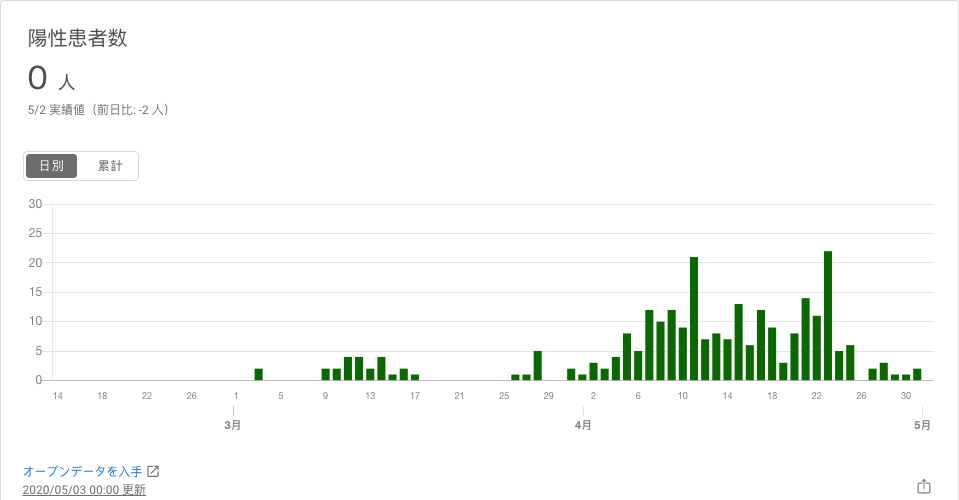 陽性患者数
0 人
5/2 実績値（前日比: -2 人）
日別 累計
30
25
20
15
10
5
0
14 18 22 26 1 5 9 13 17 21 25 29 2 6 10 14 18 22 26 30
3月 4月 5月
オープンデータを入手
2020/05/03 00:00 更新